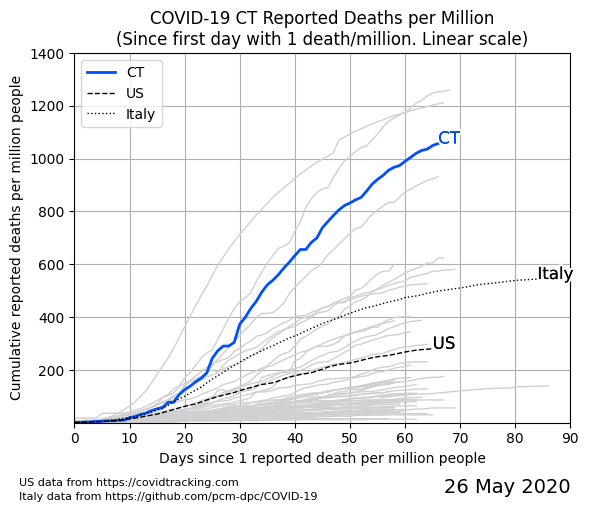 COVID-19 CT Reported Deaths per Million
(Since first day with 1 death/million. Linear scale)
Cumulative reported deaths per million people
1400
1200
1000
800
600
400
200
CT
US
Italy
CT
Italy
US
0 10 20 30 40 50 60 70 80 90
Days since 1 reported death per million people
US data from https://covidtracking.com
Italy data from https://github.com/pcm-dpc/COVID-19
26 May 2020